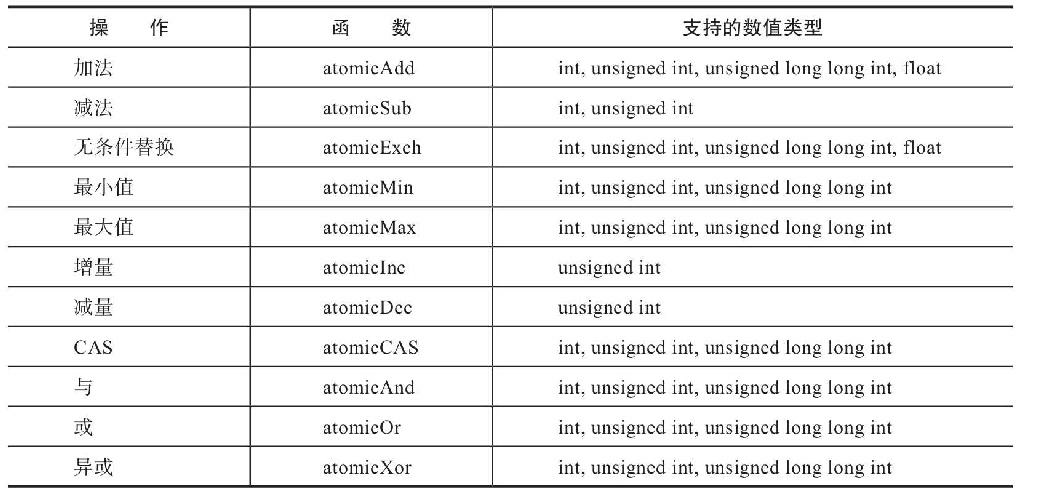 操 作 函 数 支持的数值类型
加法 atomicAdd int, unsigned int, unsigned long long int, float
减法 atomicSub int, unsigned int
无条件替换 atomicExch int, unsigned int, unsigned long long int, float
最小值 atomicMin int, unsigned int, unsigned long long int
最大值 atomicMax int, unsigned int, unsigned long long int
增量 atomicInc unsigned int
减量 atomicDec unsigned int
CAS atomicCAS int, unsigned int, unsigned long long int
与 atomicAnd int, unsigned int, unsigned long long int
或 atomicOr int, unsigned int, unsigned long long int
异或 atomicXor int, unsigned int, unsigned long long int